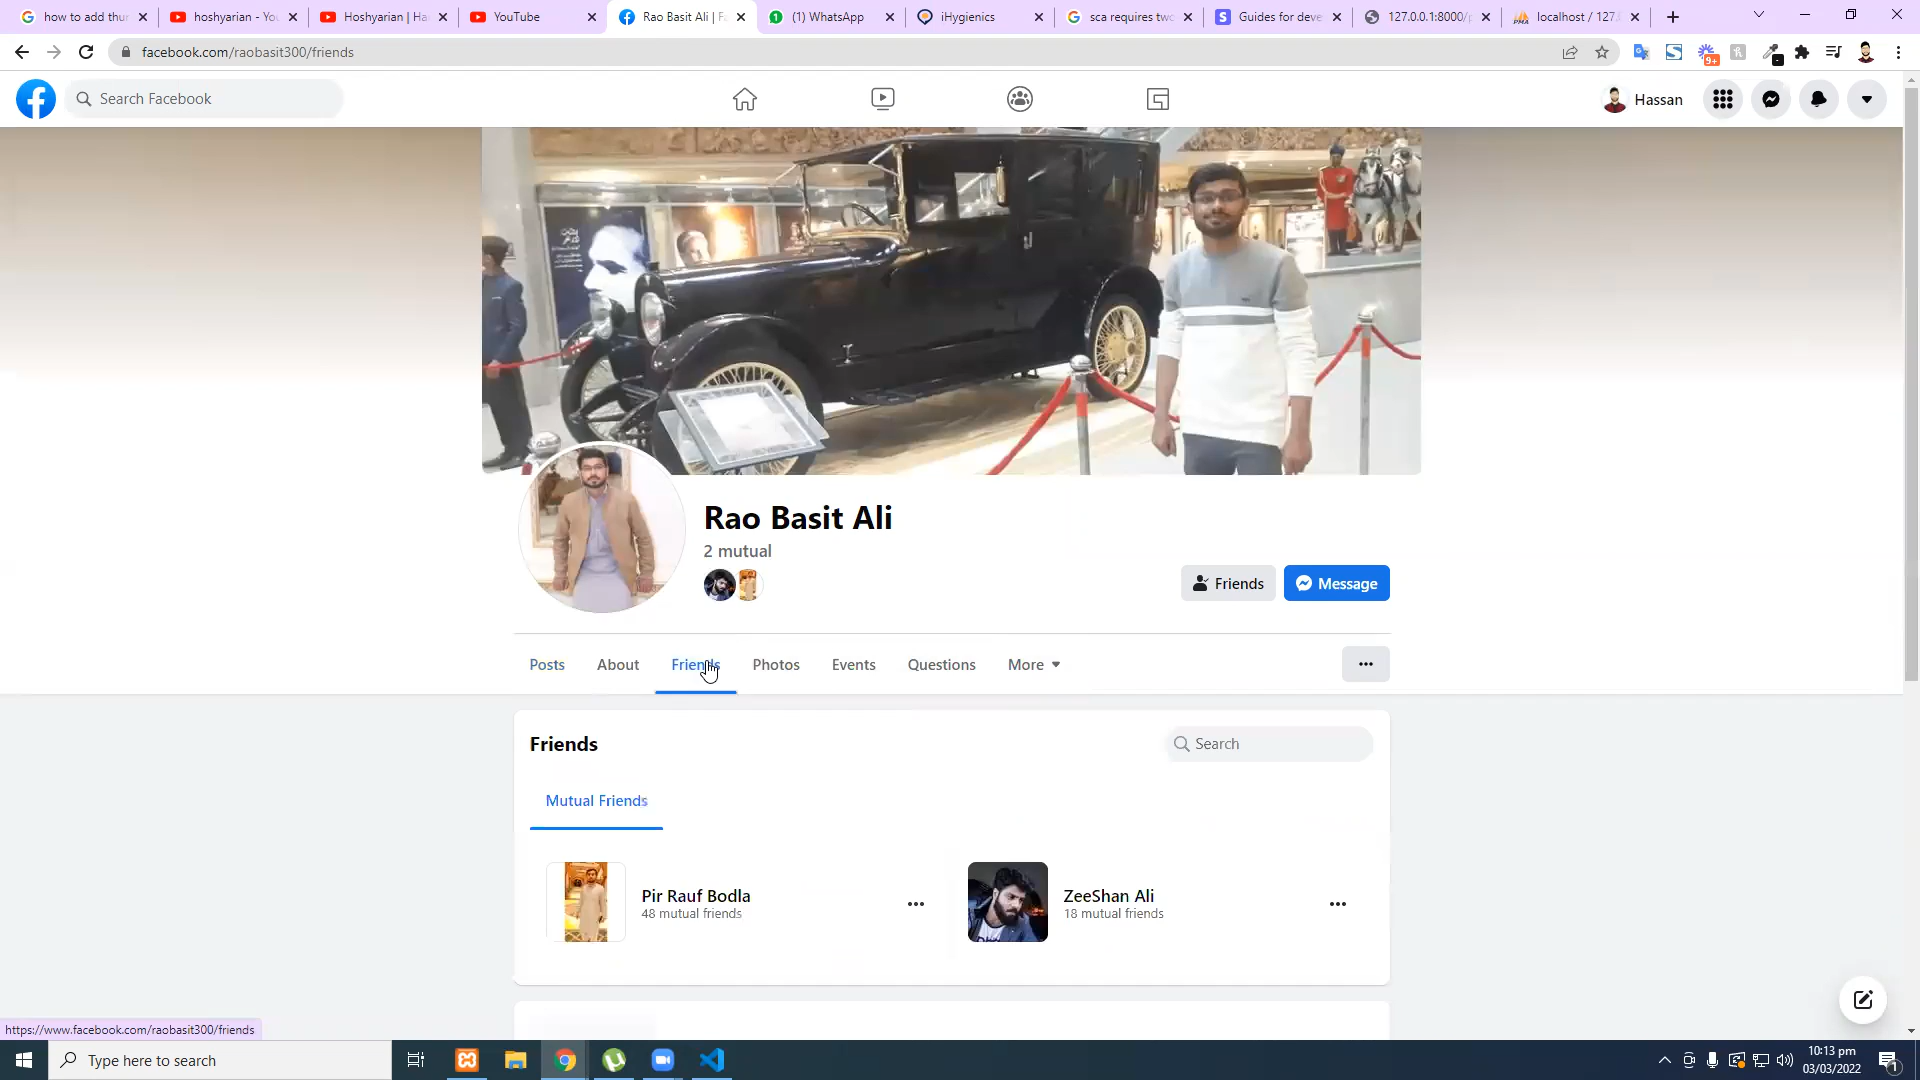 how to add thu
hoshyarian - You
Hoshyarian | Ha
YouTube
Rao Basit Ali | Fa
(1) WhatsApp
iHygienics
sca requires two
Guides for deve
127.0.0.1:8000/p
localhost / 127.
facebook.com/raobasit300/friends
9+
Search Facebook
Hassan
Rao Basit Ali
2 mutual
Friends
Message
Posts
About
Friends
Photos
Events
Questions
More
Friends
Search
Mutual Friends
Pir Rauf Bodla
48 mutual friends
ZeeShan Ali
18 mutual friends
https://www.facebook.com/raobasit300/friends
Type here to search
10:13 pm
03/03/2022
1